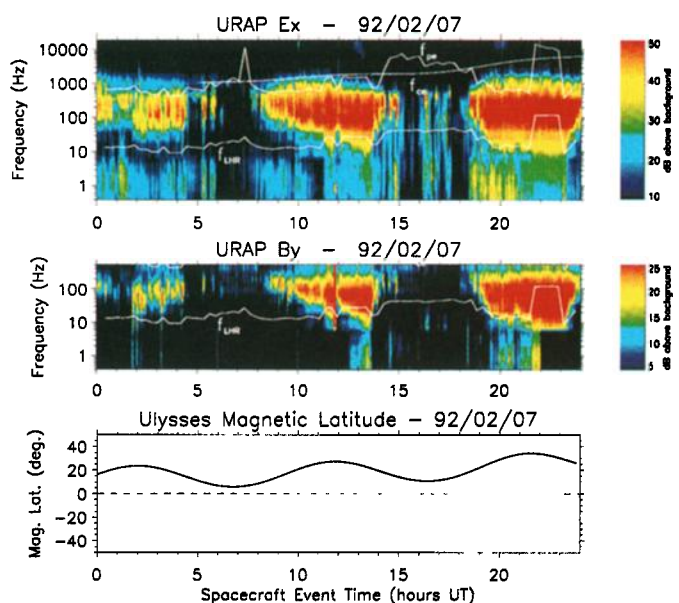 URAP Ex - 92/02/07
Frequency (Hz)
10000
1000
100
10
1
f_pe
f_ce
f_LHR
0 5 10 15 20
50
40
30
20
10
dB above background
URAP By - 92/02/07
Frequency (Hz)
100
10
1
f_LHR
0 5 10 15 20
25
20
15
10
5
dB above background
Ulysses Magnetic Latitude - 92/02/07
Mag. Lat. (deg.)
40
20
0
-20
-40
0 5 10 15 20
Spacecraft Event Time (hours UT)